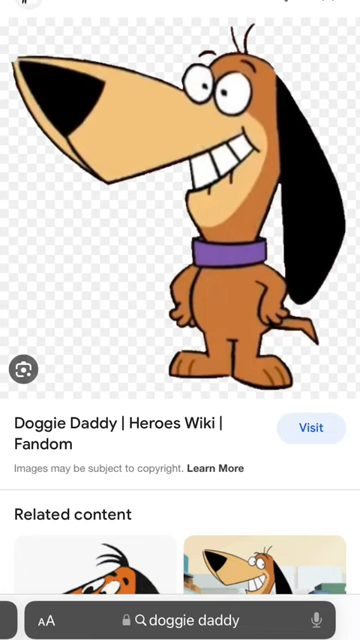 Doggie Daddy | Heroes Wiki |
Fandom
Visit
Images may be subject to copyright. Learn More
Related content
AA
doggie daddy